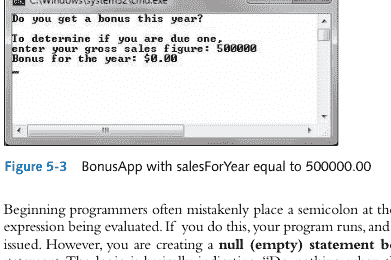 C:\Windows\system32\cmd.exe
Do you get a bonus this year?
To determine if you are due one,
enter your gross sales figure: 500000
Bonus for the year: $0.00
Figure 5-3 BonusApp with salesForYear equal to 500000.00
Beginning programmers often mistakenly place a semicolon at the
expression being evaluated. If you do this, your program runs, and
issued. However, you are creating a null (empty) statement